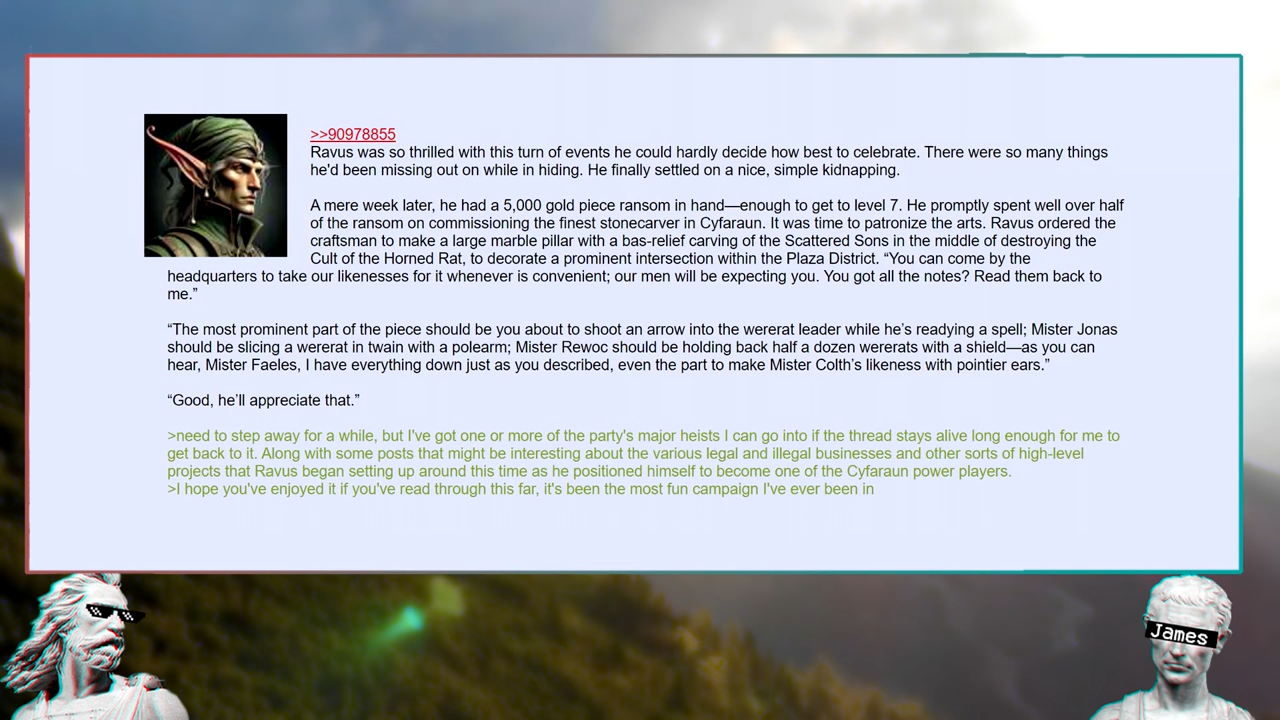 >>90978855
Ravus was so thrilled with this turn of events he could hardly decide how best to celebrate. There were so many things
he'd been missing out on while in hiding. He finally settled on a nice, simple kidnapping.
A mere week later, he had a 5,000 gold piece ransom in hand—enough to get to level 7. He promptly spent well over half
of the ransom on commissioning the finest stonecarver in Cyfaraun. It was time to patronize the arts. Ravus ordered the
craftsman to make a large marble pillar with a bas-relief carving of the Scattered Sons in the middle of destroying the
Cult of the Horned Rat, to decorate a prominent intersection within the Plaza District. “You can come by the
headquarters to take our likenesses for it whenever is convenient; our men will be expecting you. You got all the notes? Read them back to
me.”
“The most prominent part of the piece should be you about to shoot an arrow into the wererat leader while he’s readying a spell; Mister Jonas
should be slicing a wererat in twain with a polearm; Mister Rewoc should be holding back half a dozen wererats with a shield—as you can
hear, Mister Faeles, I have everything down just as you described, even the part to make Mister Colth’s likeness with pointier ears.”
“Good, he’ll appreciate that.”
>need to step away for a while, but I've got one or more of the party's major heists I can go into if the thread stays alive long enough for me to
get back to it. Along with some posts that might be interesting about the various legal and illegal businesses and other sorts of high-level
projects that Ravus began setting up around this time as he positioned himself to become one of the Cyfaraun power players.
>I hope you've enjoyed it if you've read through this far, it's been the most fun campaign I've ever been in
James